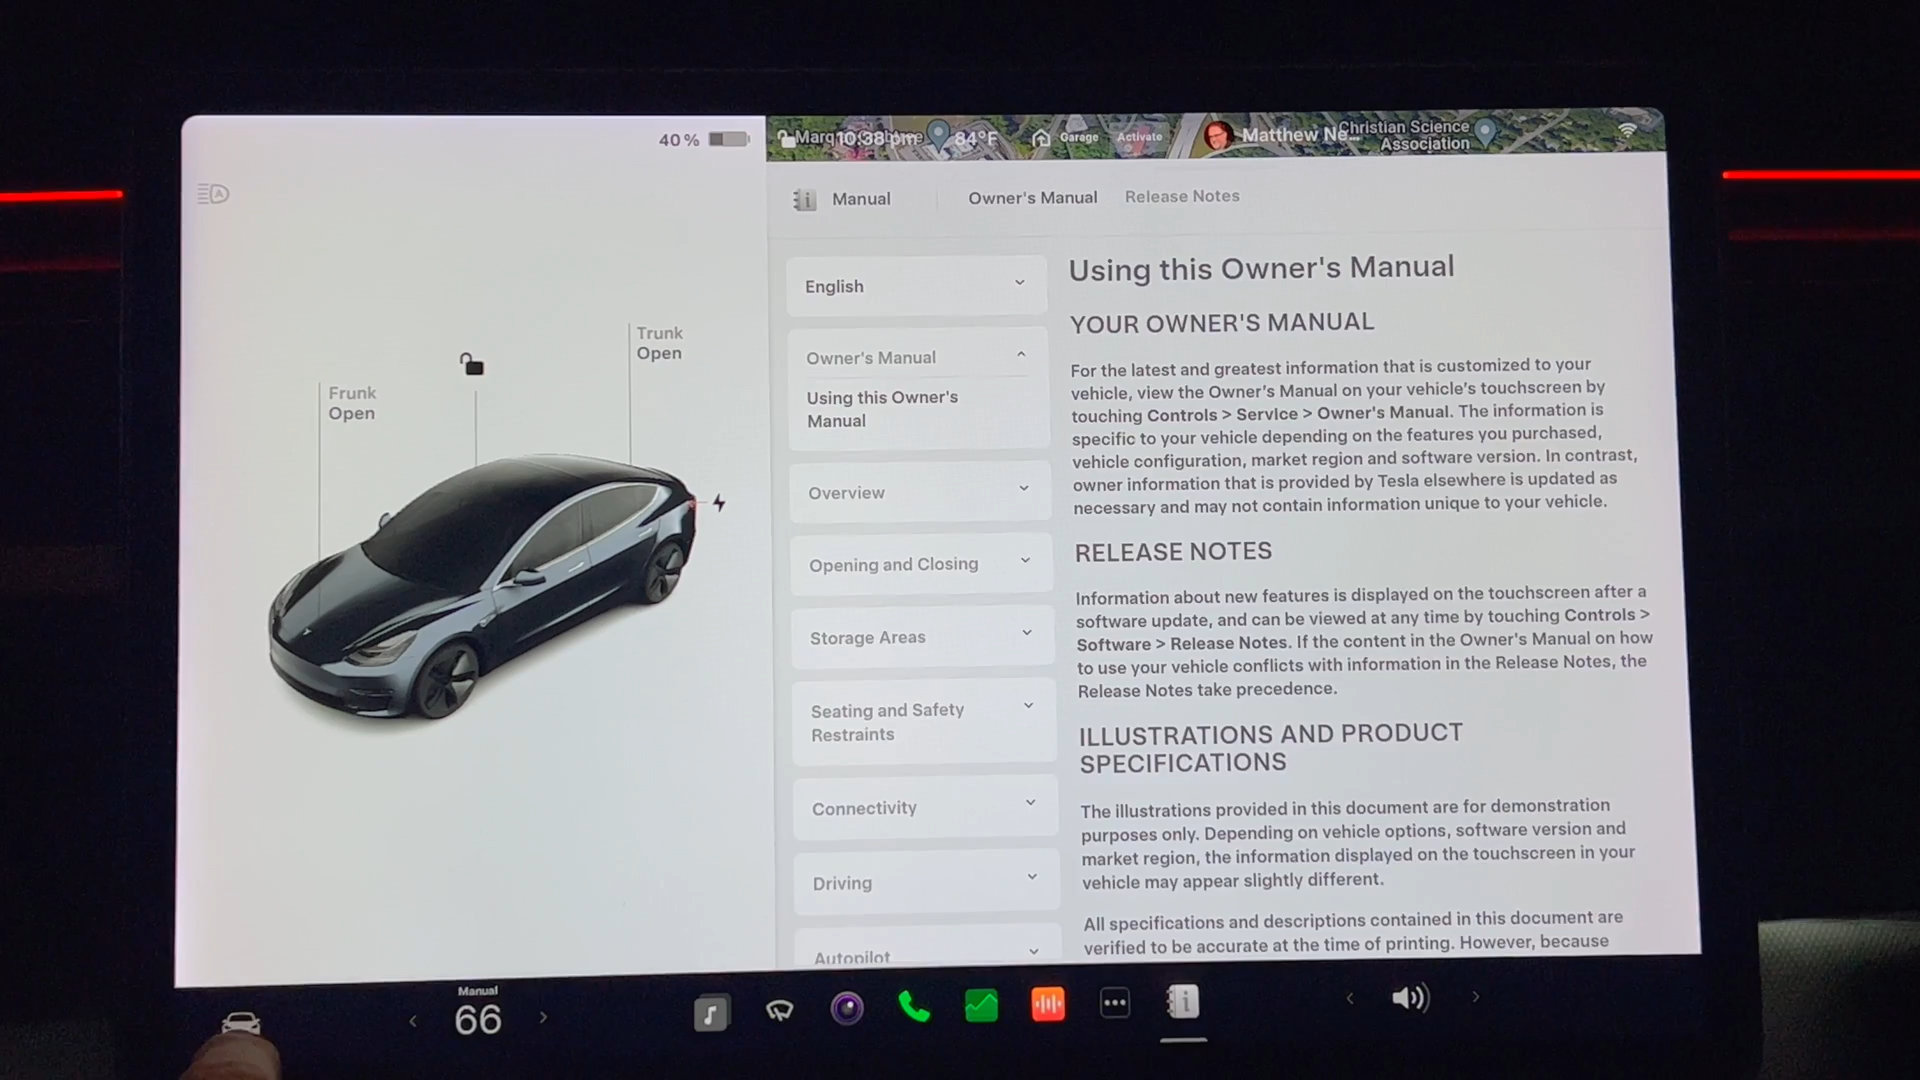 40 %
10:38 pm
84°F
Garage
Activate
Matthew Ne...
Christian Science
Association
Manual
Owner's Manual
Release Notes
Frunk
Open
Trunk
Open
English
Owner's Manual
Using this Owner's
Manual
Overview
Opening and Closing
Storage Areas
Seating and Safety
Restraints
Connectivity
Driving
Autopilot
Using this Owner's Manual
YOUR OWNER'S MANUAL
For the latest and greatest information that is customized to your
vehicle, view the Owner's Manual on your vehicle's touchscreen by
touching Controls > Service > Owner's Manual. The information is
specific to your vehicle depending on the features you purchased,
vehicle configuration, market region and software version. In contrast,
owner information that is provided by Tesla elsewhere is updated as
necessary and may not contain information unique to your vehicle.
RELEASE NOTES
Information about new features is displayed on the touchscreen after a
software update, and can be viewed at any time by touching Controls >
Software > Release Notes. If the content in the Owner's Manual on how
to use your vehicle conflicts with information in the Release Notes, the
Release Notes take precedence.
ILLUSTRATIONS AND PRODUCT
SPECIFICATIONS
The illustrations provided in this document are for demonstration
purposes only. Depending on vehicle options, software version and
market region, the information displayed on the touchscreen in your
vehicle may appear slightly different.
All specifications and descriptions contained in this document are
verified to be accurate at the time of printing. However, because
Manual
66